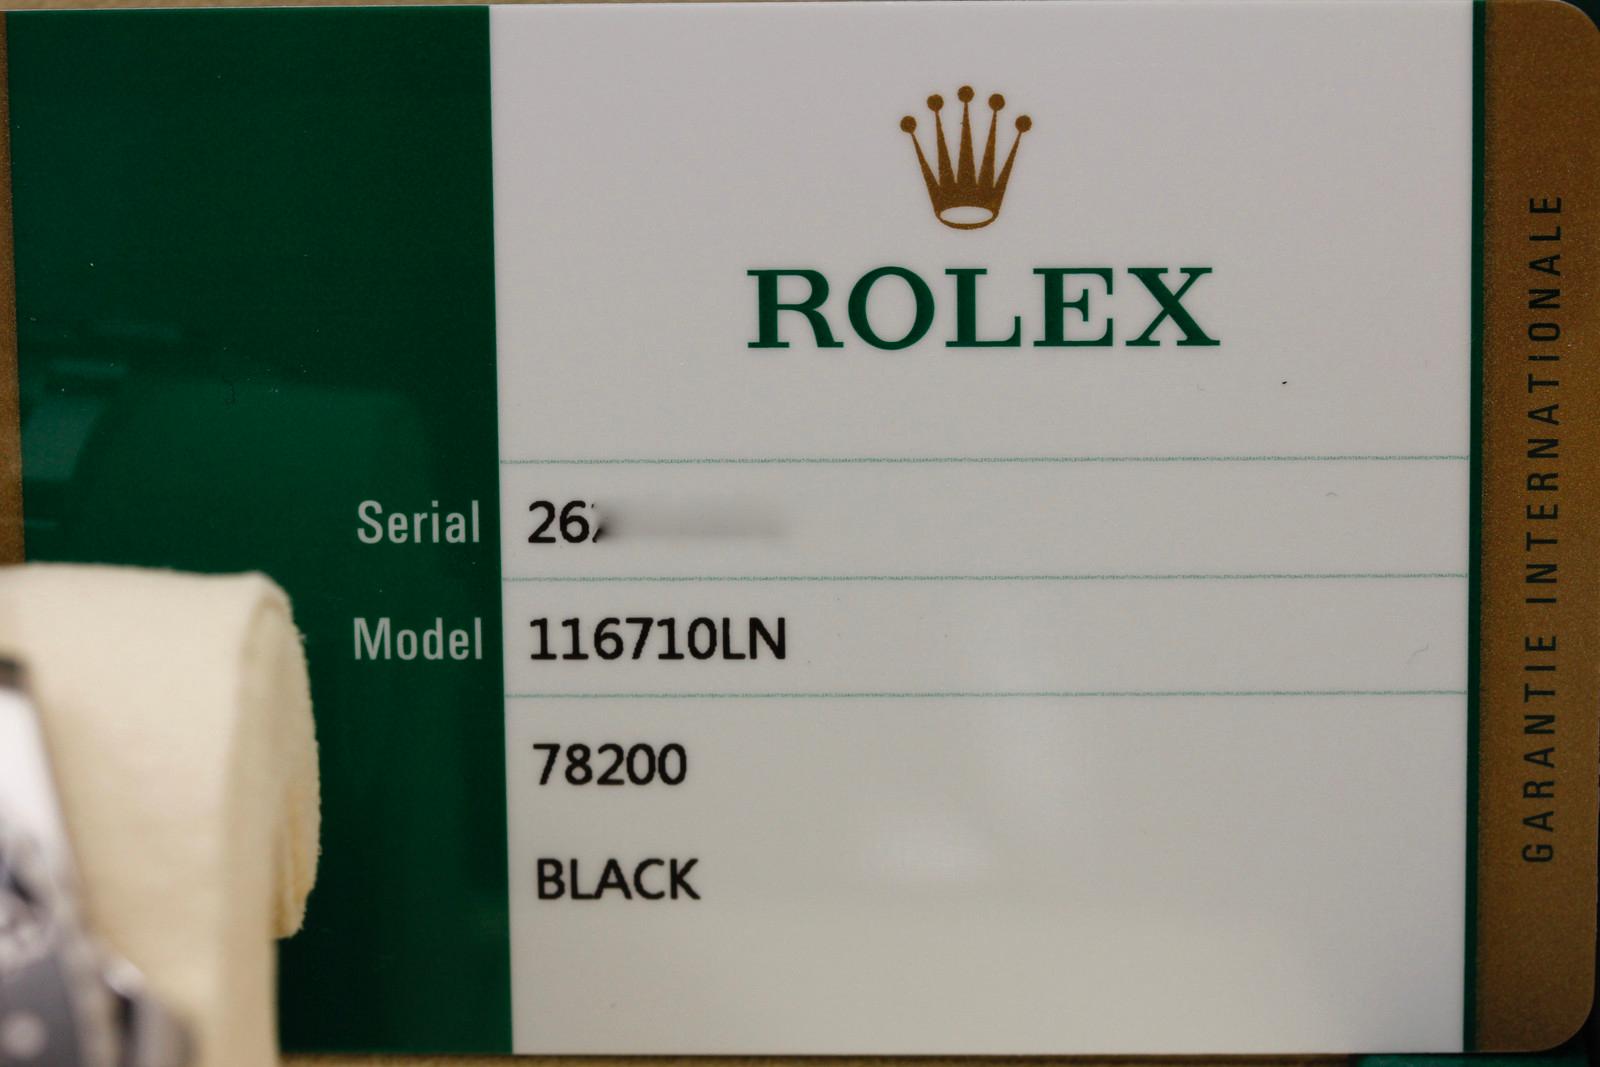 ROLEX
Serial 26
Model 116710LN
78200
BLACK
GARANTIE INTERNATIONALE